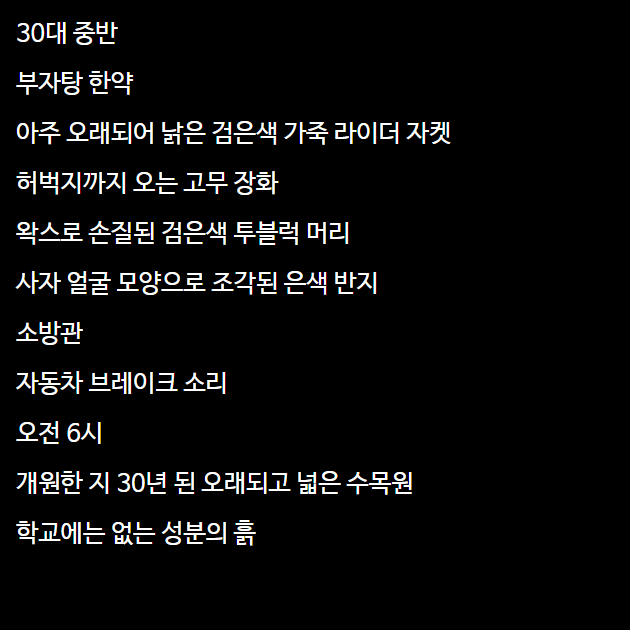 30대 중반
부자탕 한약
아주 오래되어 낡은 검은색 가죽 라이더 자켓
허벅지까지 오는 고무 장화
왁스로 손질된 검은색 투블럭 머리
사자 얼굴 모양으로 조각된 은색 반지
소방관
자동차 브레이크 소리
오전 6시
개원한 지 30년 된 오래되고 넓은 수목원
학교에는 없는 성분의 흙